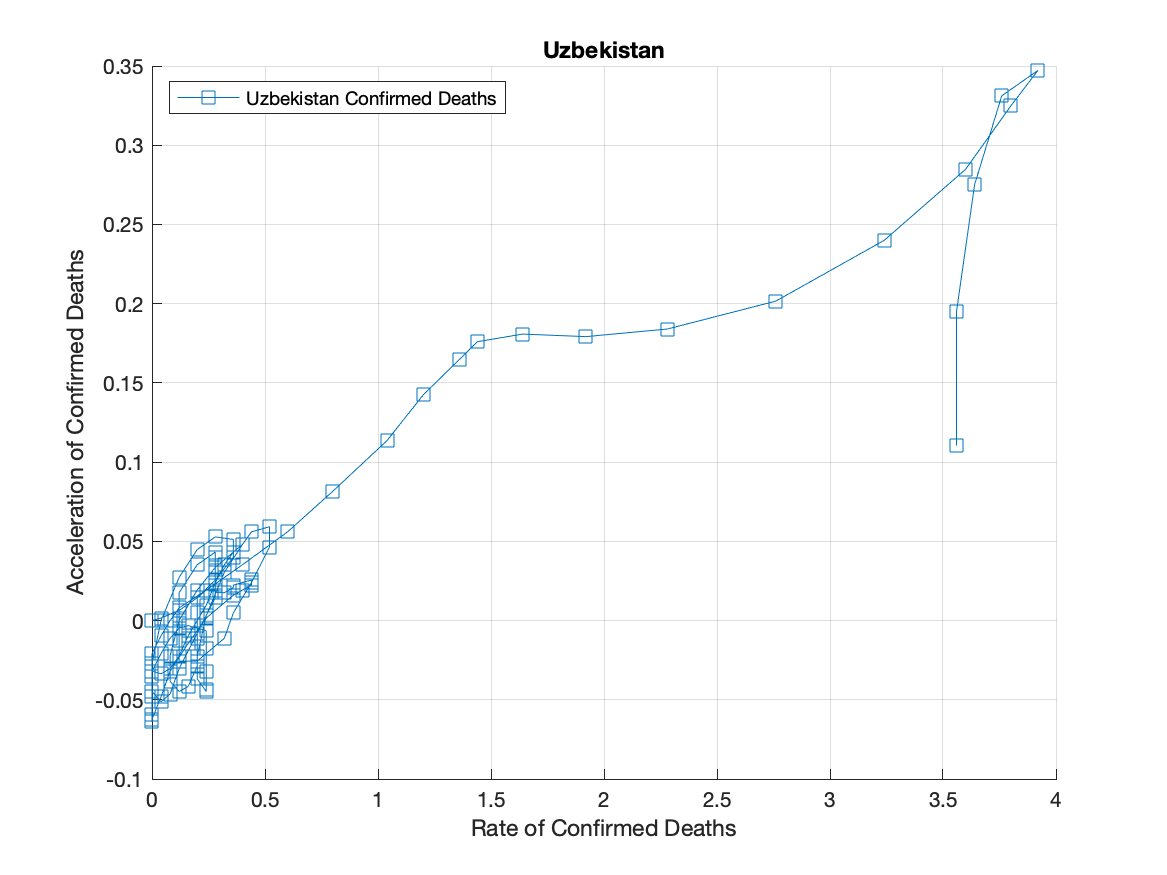 Uzbekistan
Uzbekistan Confirmed Deaths
0.35
0.3
0.25
0.2
0.15
0.1
0.05
0
-0.05
-0.1
Acceleration of Confirmed Deaths
0 0.5 1 1.5 2 2.5 3 3.5 4
Rate of Confirmed Deaths